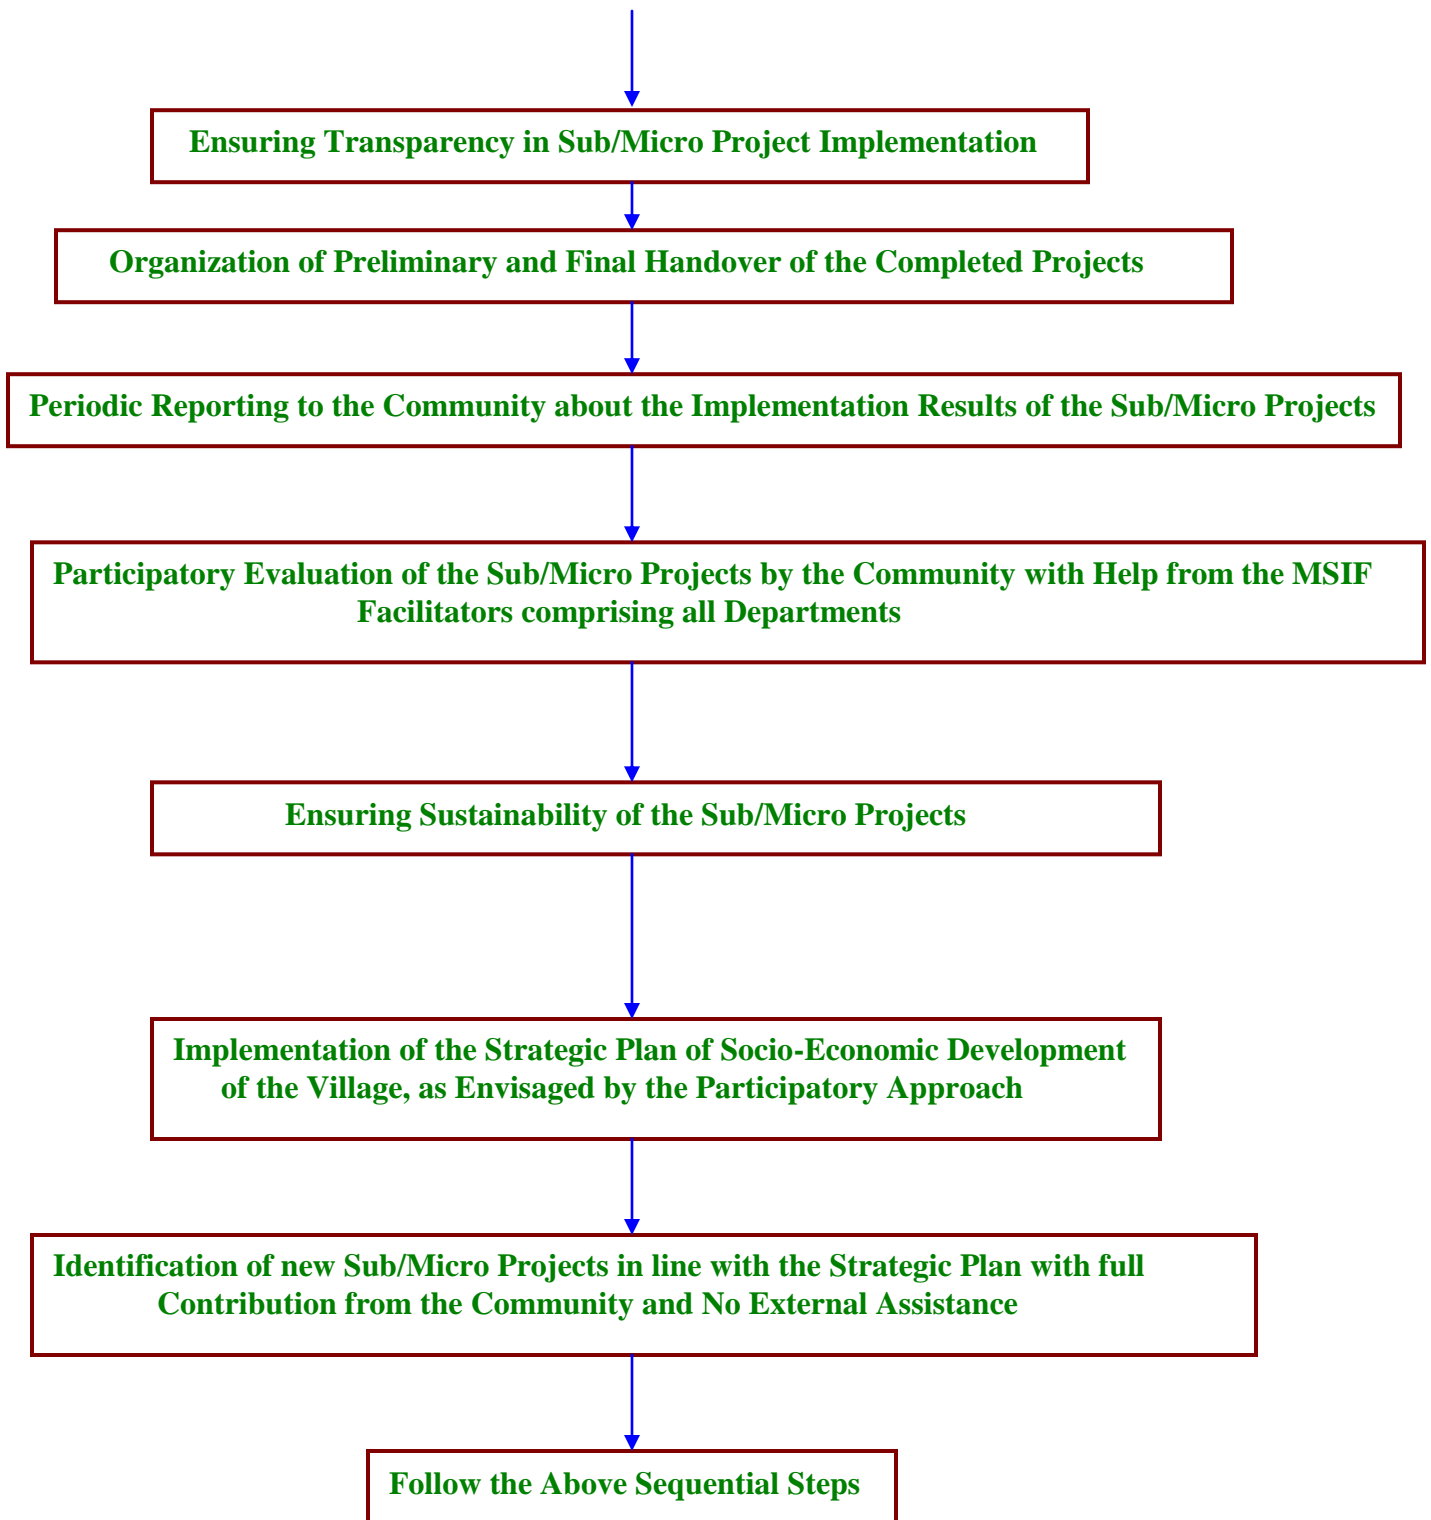 Ensuring Transparency in Sub/Micro Project Implementation
Organization of Preliminary and Final Handover of the Completed Projects
Periodic Reporting to the Community about the Implementation Results of the Sub/Micro Projects
Participatory Evaluation of the Sub/Micro Projects by the Community with Help from the MSIF
Facilitators comprising all Departments
Ensuring Sustainability of the Sub/Micro Projects
Implementation of the Strategic Plan of Socio-Economic Development
of the Village, as Envisaged by the Participatory Approach
Identification of new Sub/Micro Projects in line with the Strategic Plan with full
Contribution from the Community and No External Assistance
Follow the Above Sequential Steps